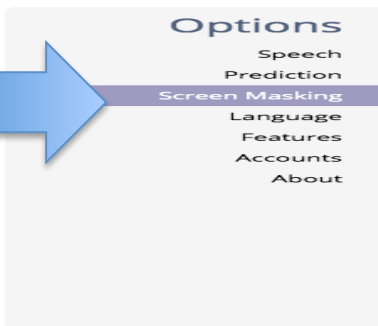 Options
Speech
Prediction
Screen Masking
Language
Features
Accounts
About